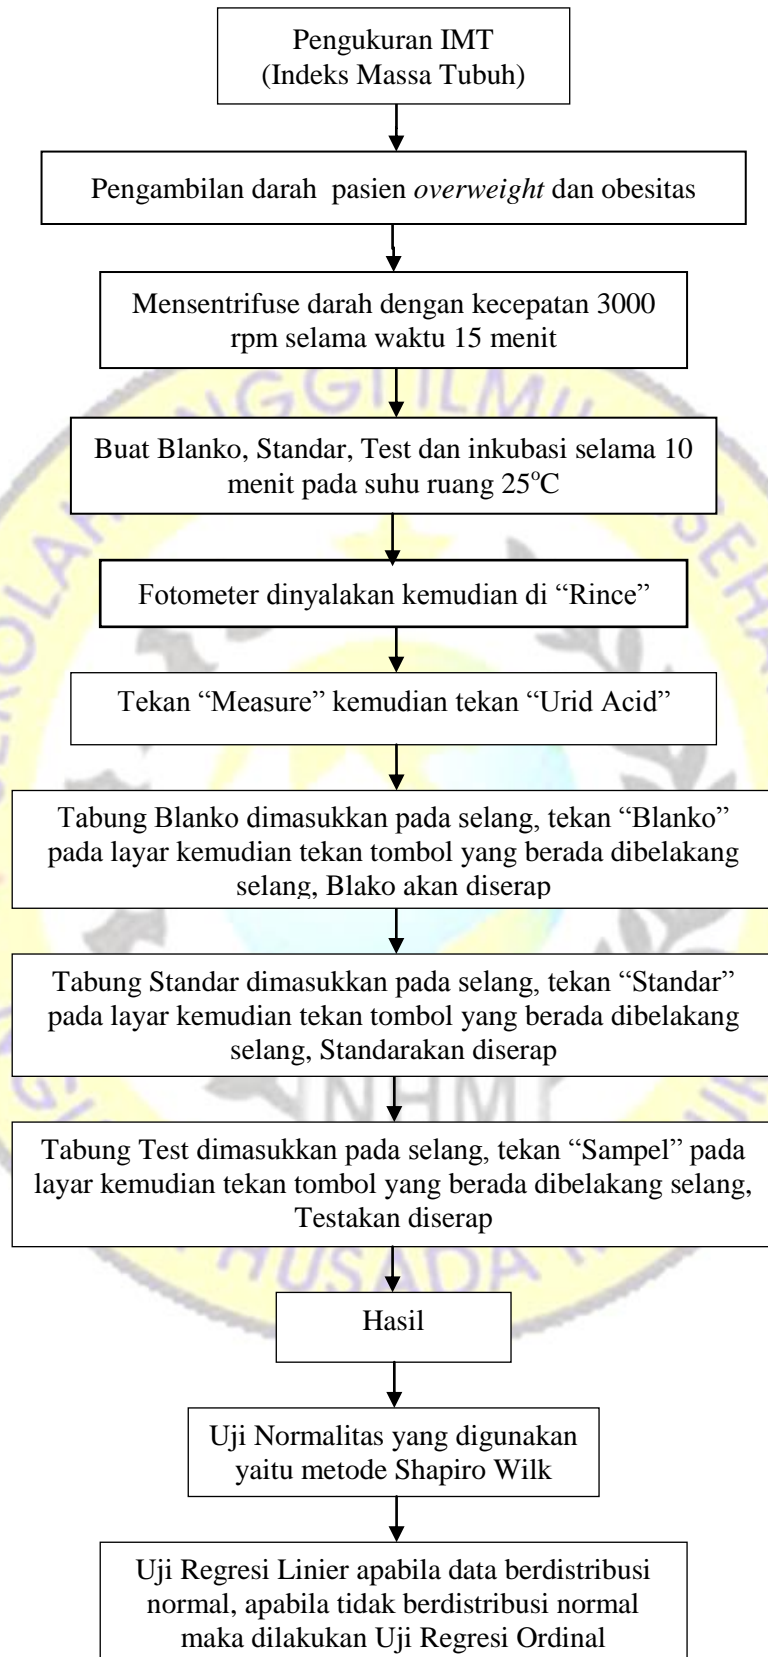 Pengukuran IMT
(Indeks Massa Tubuh)
Pengambilan darah pasien overweight dan obesitas
Mensentrifuse darah dengan kecepatan 3000
rpm selama waktu 15 menit
Buat Blanko, Standar, Test dan inkubasi selama 10
menit pada suhu ruang 25°C
Fotometer dinyalakan kemudian di “Rince”
Tekan “Measure” kemudian tekan “Urid Acid”
Tabung Blanko dimasukkan pada selang, tekan “Blanko”
pada layar kemudian tekan tombol yang berada dibelakang
selang, Blako akan diserap
Tabung Standar dimasukkan pada selang, tekan “Standar”
pada layar kemudian tekan tombol yang berada dibelakang
selang, Standarakan diserap
Tabung Test dimasukkan pada selang, tekan “Sampel” pada
layar kemudian tekan tombol yang berada dibelakang selang,
Testakan diserap
Hasil
Uji Normalitas yang digunakan
yaitu metode Shapiro Wilk
Uji Regresi Linier apabila data berdistribusi
normal, apabila tidak berdistribusi normal
maka dilakukan Uji Regresi Ordinal
NHM